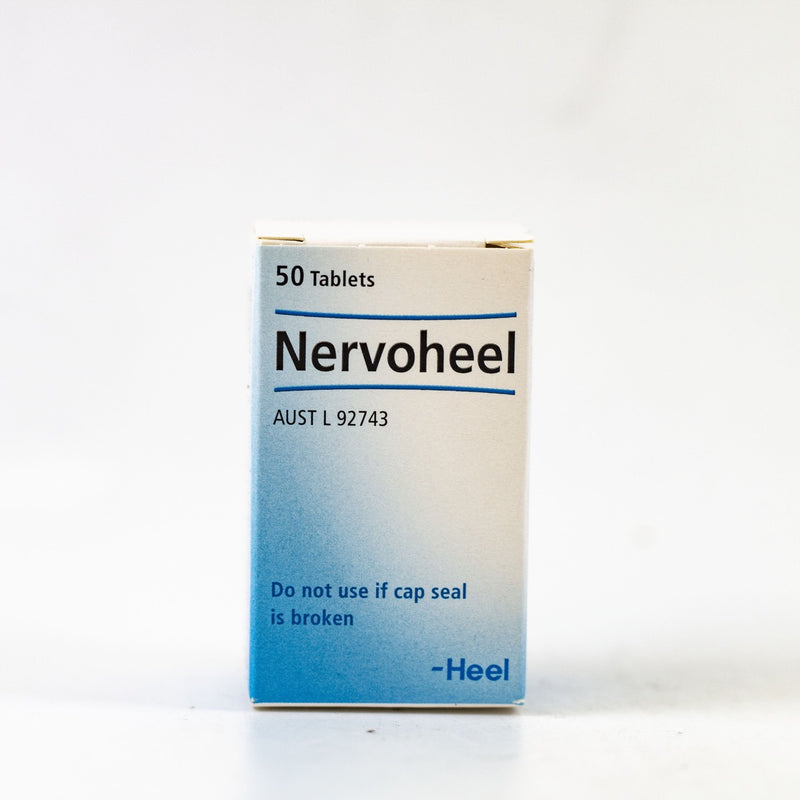 50 Tablets
Nervoheel
AUST L 92743
Do not use if cap seal
is broken
-Heel